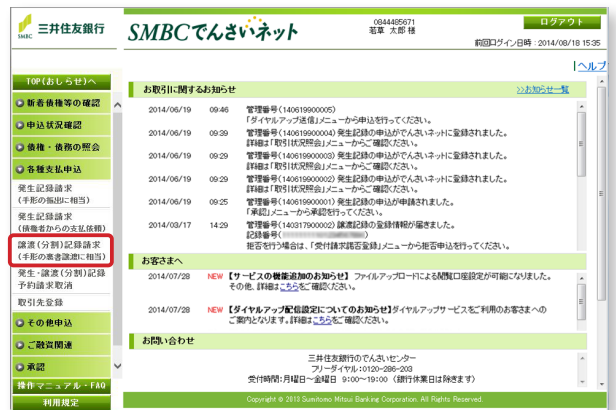 三井住友銀行
SMBC
SMBCでんさいネット
0844485671
若草 太郎 様
ログアウト
前回ログイン日時：2014/08/18 15:35
ヘルプ
TOP(おしらせ)へ
新着債権等の確認
申込状況確認
債権・債務の照会
各種支払申込
発生記録請求
(手形の振出に相当)
発生記録請求
(債権者からの支払依頼)
譲渡(分割)記録請求
(手形の裏書譲渡に相当)
発生・譲渡(分割)記録
予約請求取消
取引先登録
その他申込
ご融資関連
承認
操作マニュアル・FAQ
利用規定
お取引に関するお知らせ
>>お知らせ一覧
2014/06/19 09:46 管理番号(140619900005)
「ダイヤルアップ送信」メニューから申込を行ってください。
2014/06/19 09:39 管理番号(140619900004) 発生記録の申込がでんさいネットに登録されました。
詳細は「取引状況照会」メニューからご確認ください。
2014/06/19 09:29 管理番号(140619900003) 発生記録の申込がでんさいネットに登録されました。
詳細は「取引状況照会」メニューからご確認ください。
2014/06/19 09:29 管理番号(140619900002) 発生記録の申込がでんさいネットに登録されました。
詳細は「取引状況照会」メニューからご確認ください。
2014/06/19 09:25 管理番号(140619900001) 発生記録の申込が申請されました。
「承認」メニューから承認を行ってください。
2014/03/17 14:29 管理番号(140317900002) 譲渡記録の登録情報が届きました。
記録番号( )
拒否を行う場合は、「受付請求諾否登録」メニューから拒否申込を行ってください。
お客さまへ
2014/07/28 NEW 【サービスの機能追加のお知らせ】 ファイルアップロードによる閲覧口座設定が可能になりました。
その他、詳細はこちらをご確認ください。
2014/07/28 NEW 【ダイヤルアップ配信設定についてのお知らせ】ダイヤルアップサービスをご利用のお客さまへの
ご案内となります。詳細はこちらをご確認ください。
お問い合わせ
三井住友銀行のでんさいセンター
フリーダイヤル：0120-286-203
受付時間：月曜日～金曜日 9:00～19:00 (銀行休業日は除きます)
Copyright © 2013 Sumitomo Mitsui Banking Corporation. All Rights Reserved.